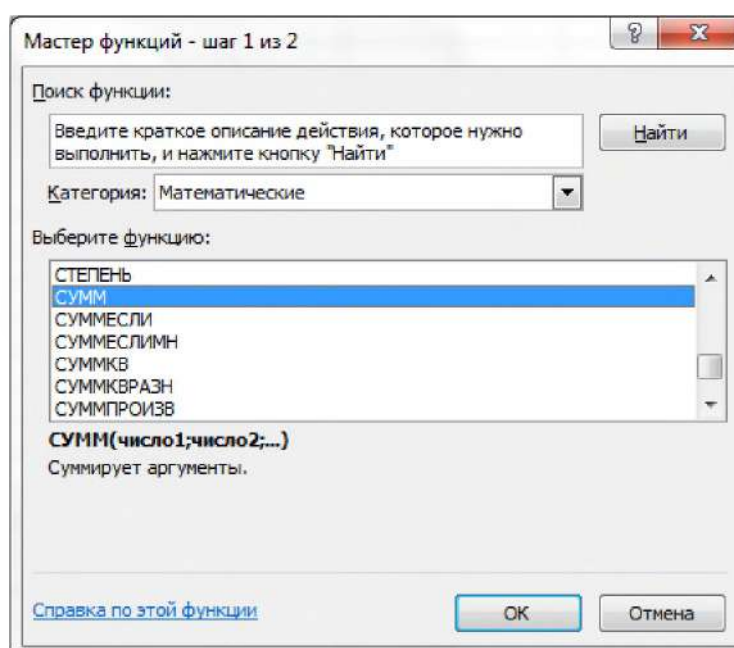 Мастер функций - шаг 1 из 2
Поиск функции:
Введите краткое описание действия, которое нужно
выполнить, и нажмите кнопку "Найти"
Найти
Категория: Математические
Выберите функцию:
СТЕПЕНЬ
СУММ
СУММЕСЛИ
СУММЕСЛИМН
СУММКВ
СУММКВРАЗН
СУММПРОИЗВ
СУММ(число1;число2;...)
Суммирует аргументы.
Справка по этой функции
ОК
Отмена